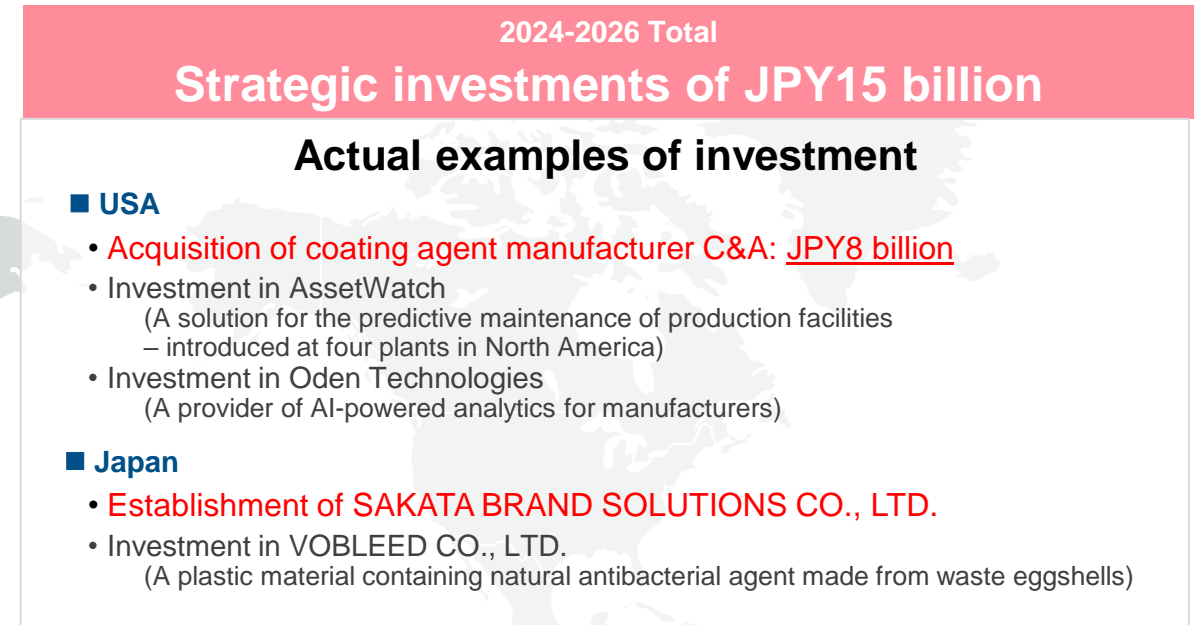 2024-2026 Total
Strategic investments of JPY15 billion
Actual examples of investment
■ USA
• Acquisition of coating agent manufacturer C&A: JPY8 billion
• Investment in AssetWatch
(A solution for the predictive maintenance of production facilities
– introduced at four plants in North America)
• Investment in Oden Technologies
(A provider of AI-powered analytics for manufacturers)
■ Japan
• Establishment of SAKATA BRAND SOLUTIONS CO., LTD.
• Investment in VOBLEED CO., LTD.
(A plastic material containing natural antibacterial agent made from waste eggshells)